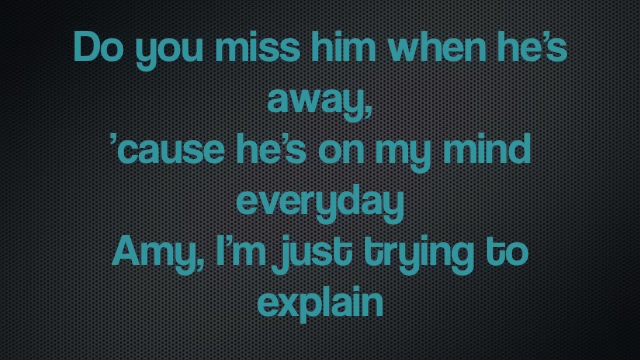 Do you miss him when he's
away,
'cause he's on my mind
everyday
Amy, I'm just trying to
explain